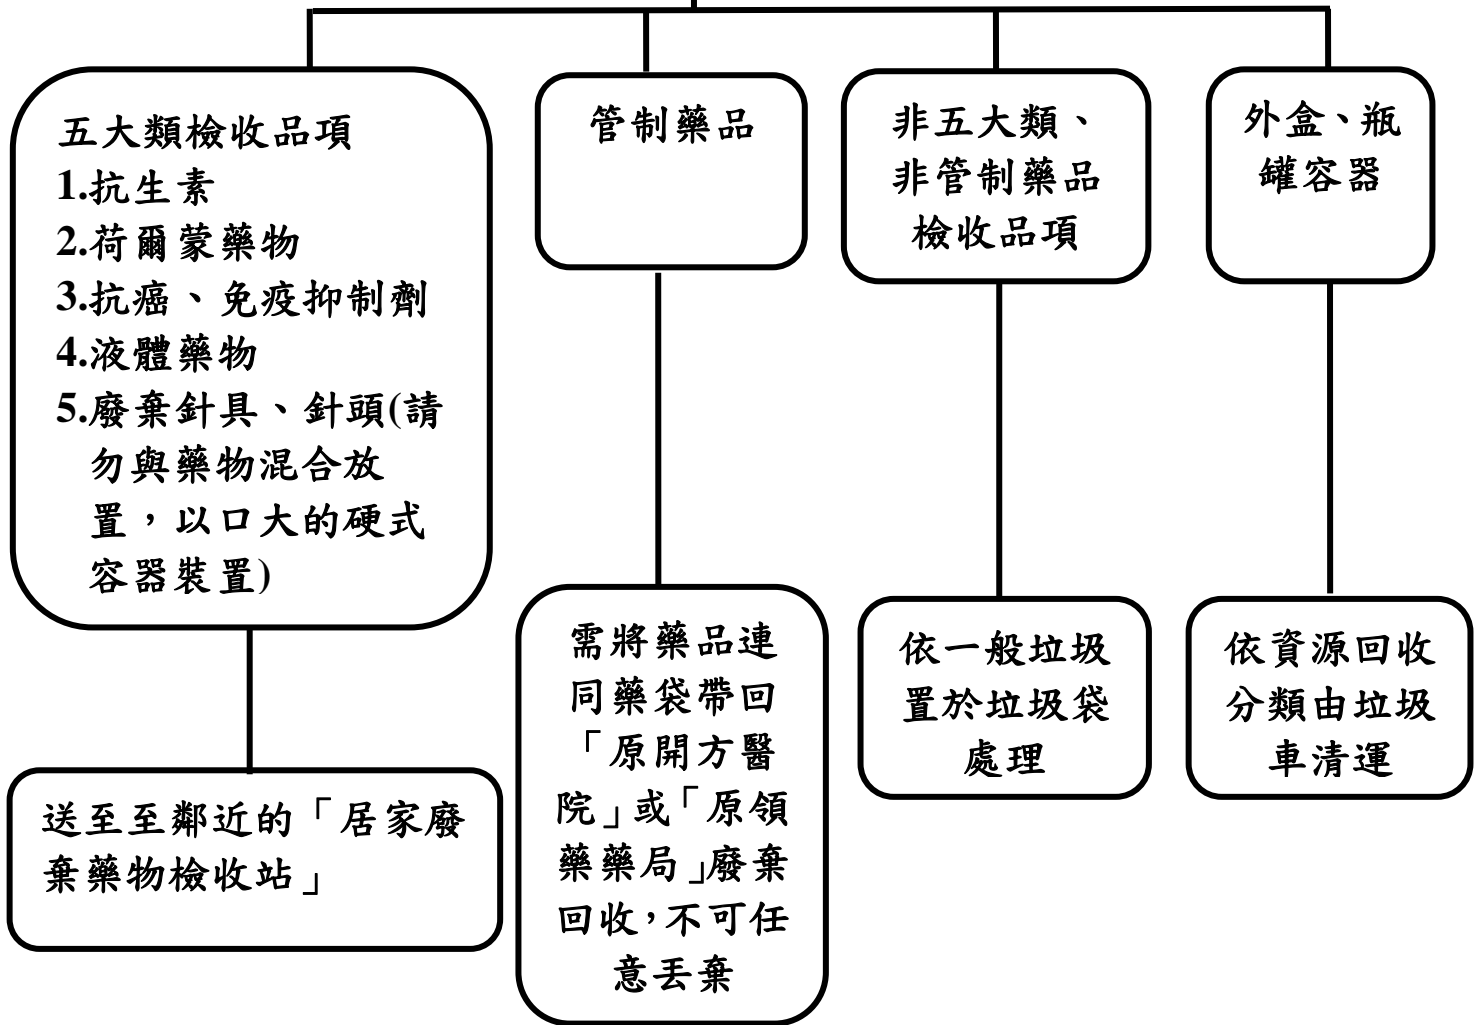 五大類檢收品項
1.抗生素
2.荷爾蒙藥物
3.抗癌、免疫抑制劑
4.液體藥物
5.廢棄針具、針頭(請
勿與藥物混合放
置，以口大的硬式
容器裝置)
管制藥品
非五大類、
非管制藥品
檢收品項
外盒、瓶
罐容器
送至至鄰近的「居家廢
棄藥物檢收站」
需將藥品連
同藥袋帶回
「原開方醫
院」或「原領
藥藥局」廢棄
回收，不可任
意丟棄
依一般垃圾
置於垃圾袋
處理
依資源回收
分類由垃圾
車清運